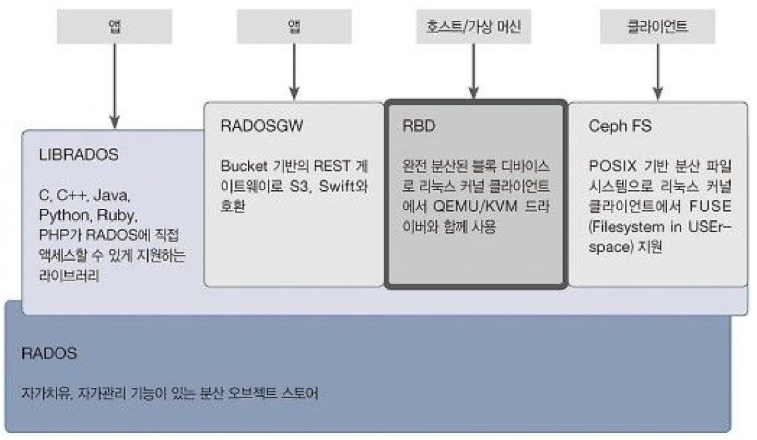 앱
앱
호스트/가상 머신
클라이언트
LIBRADOS
C, C++, Java,
Python, Ruby,
PHP가 RADOS에 직접
액세스할 수 있게 지원하는
라이브러리
RADOSGW
Bucket 기반의 REST 게
이트웨이로 S3, Swift와
호환
RBD
완전 분산된 블록 디바이스
로 리눅스 커널 클라이언트
에서 QEMU/KVM 드라
이버와 함께 사용
Ceph FS
POSIX 기반 분산 파일
시스템으로 리눅스 커널
클라이언트에서 FUSE
(Filesystem in USEr-
space) 지원
RADOS
자가치유, 자가관리 기능이 있는 분산 오브젝트 스토어